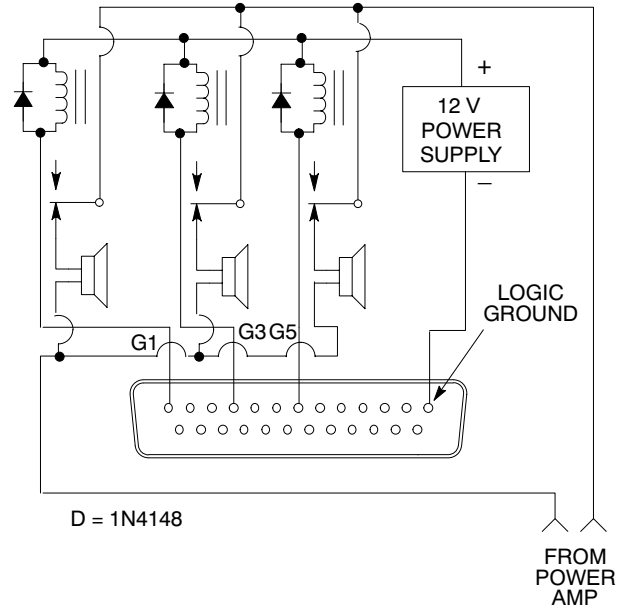 +
12 V
POWER
SUPPLY
–
LOGIC
GROUND
G1
G3 G5
D = 1N4148
FROM
POWER
AMP